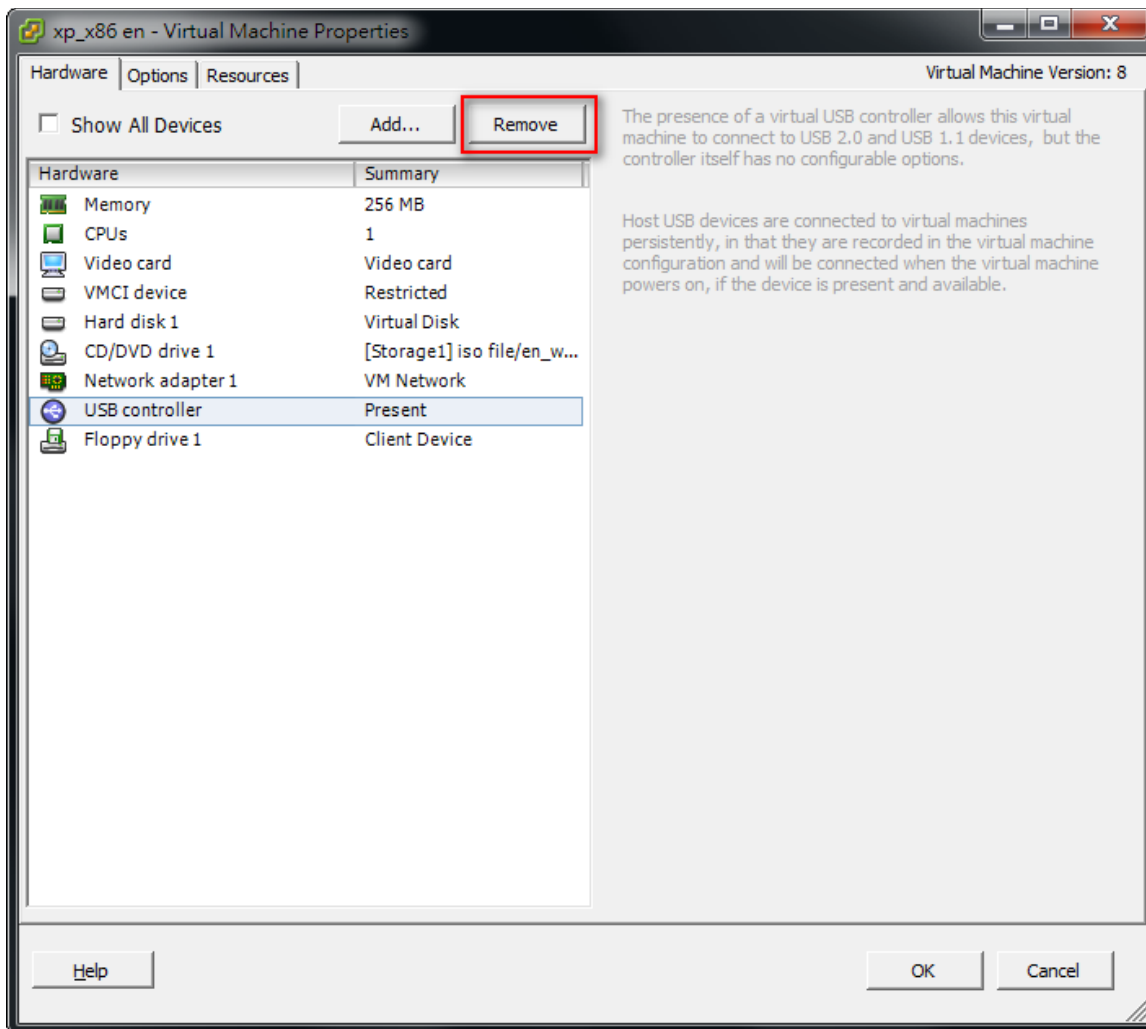 xp_x86 en - Virtual Machine Properties
Hardware Options Resources
Virtual Machine Version: 8
Show All Devices
Add...
Remove
Hardware Summary
Memory 256 MB
CPUs 1
Video card Video card
VMCI device Restricted
Hard disk 1 Virtual Disk
CD/DVD drive 1 [Storage1] iso file/en_w...
Network adapter 1 VM Network
USB controller Present
Floppy drive 1 Client Device
The presence of a virtual USB controller allows this virtual
machine to connect to USB 2.0 and USB 1.1 devices, but the
controller itself has no configurable options.
Host USB devices are connected to virtual machines
persistently, in that they are recorded in the virtual machine
configuration and will be connected when the virtual machine
powers on, if the device is present and available.
Help
OK
Cancel